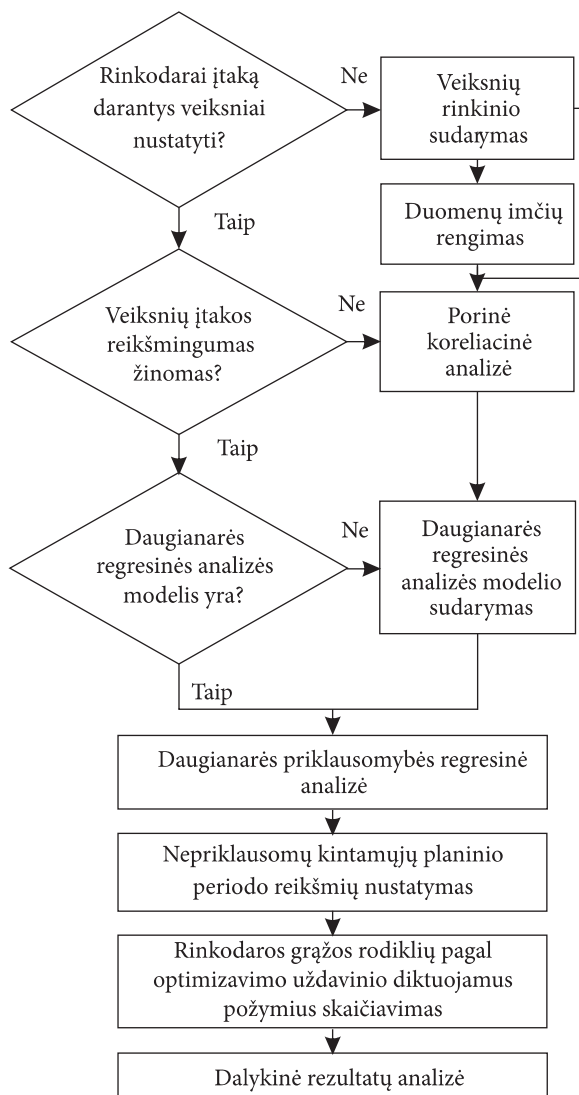 Rinkodarai įtaką
darantys veiksniai
nustatyti?
Ne
Veiksnių
rinkinio
sudarymas
Taip
Duomenų imčių
rengimas
Veiksnių įtakos
reikšmingumas
žinomas?
Ne
Porinė
koreliacinė
analizė
Taip
Daugianarės
regresinės analizės
modelis yra?
Ne
Daugianarės
regresinės
analizės modelio
sudarymas
Taip
Daugianarės priklausomybės regresinė
analizė
Nepriklausomų kintamųjų planinio
periodo reikšmių nustatymas
Rinkodaros grąžos rodiklių pagal
optimizavimo uždavinio diktuojamus
požymius skaičiavimas
Dalykinė rezultatų analizė